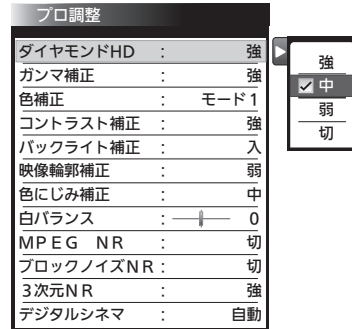 プロ調整
ダイヤモンドHD : 強
ガンマ補正 : 強
色補正 : モード1
コントラスト補正 : 強
バックライト補正 : 入
映像輪郭補正 : 弱
色にじみ補正 : 中
白バランス : 0
MPEG NR : 切
ブロックノイズNR : 切
3次元NR : 強
デジタルシネマ : 自動
強
中
弱
切